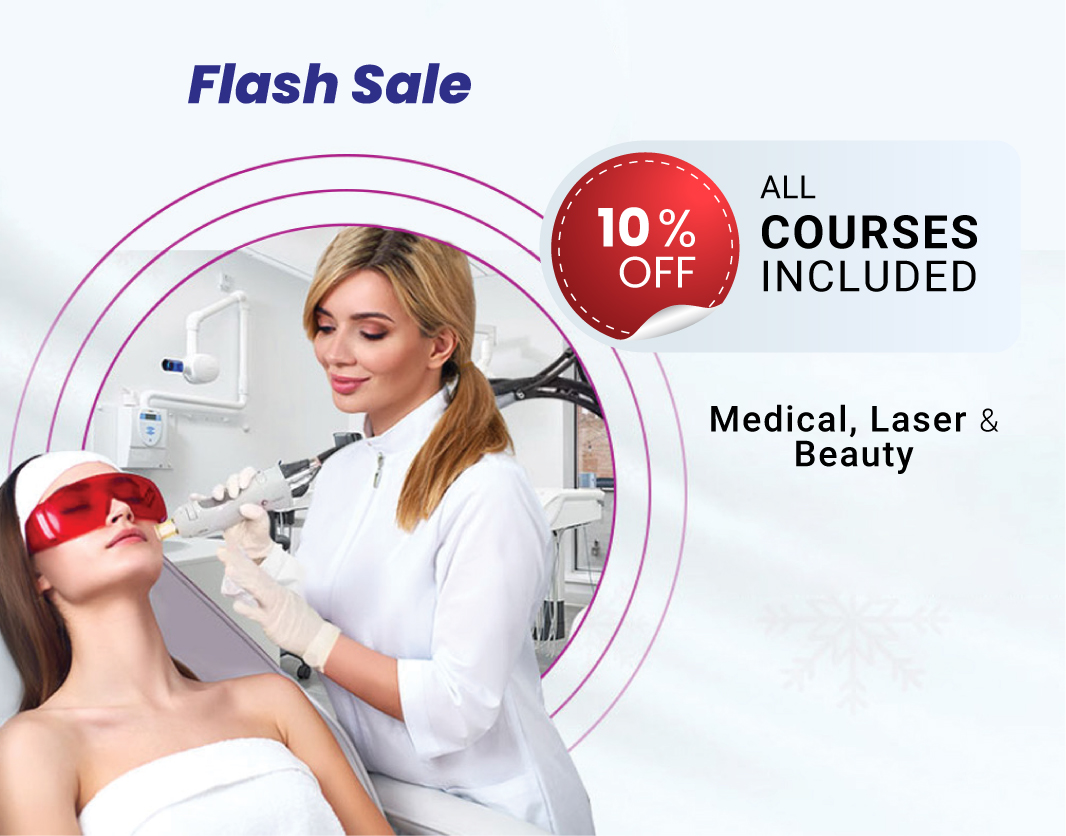 Flash Sale
10 %
OFF
ALL
COURSES
INCLUDED
Medical, Laser &
Beauty